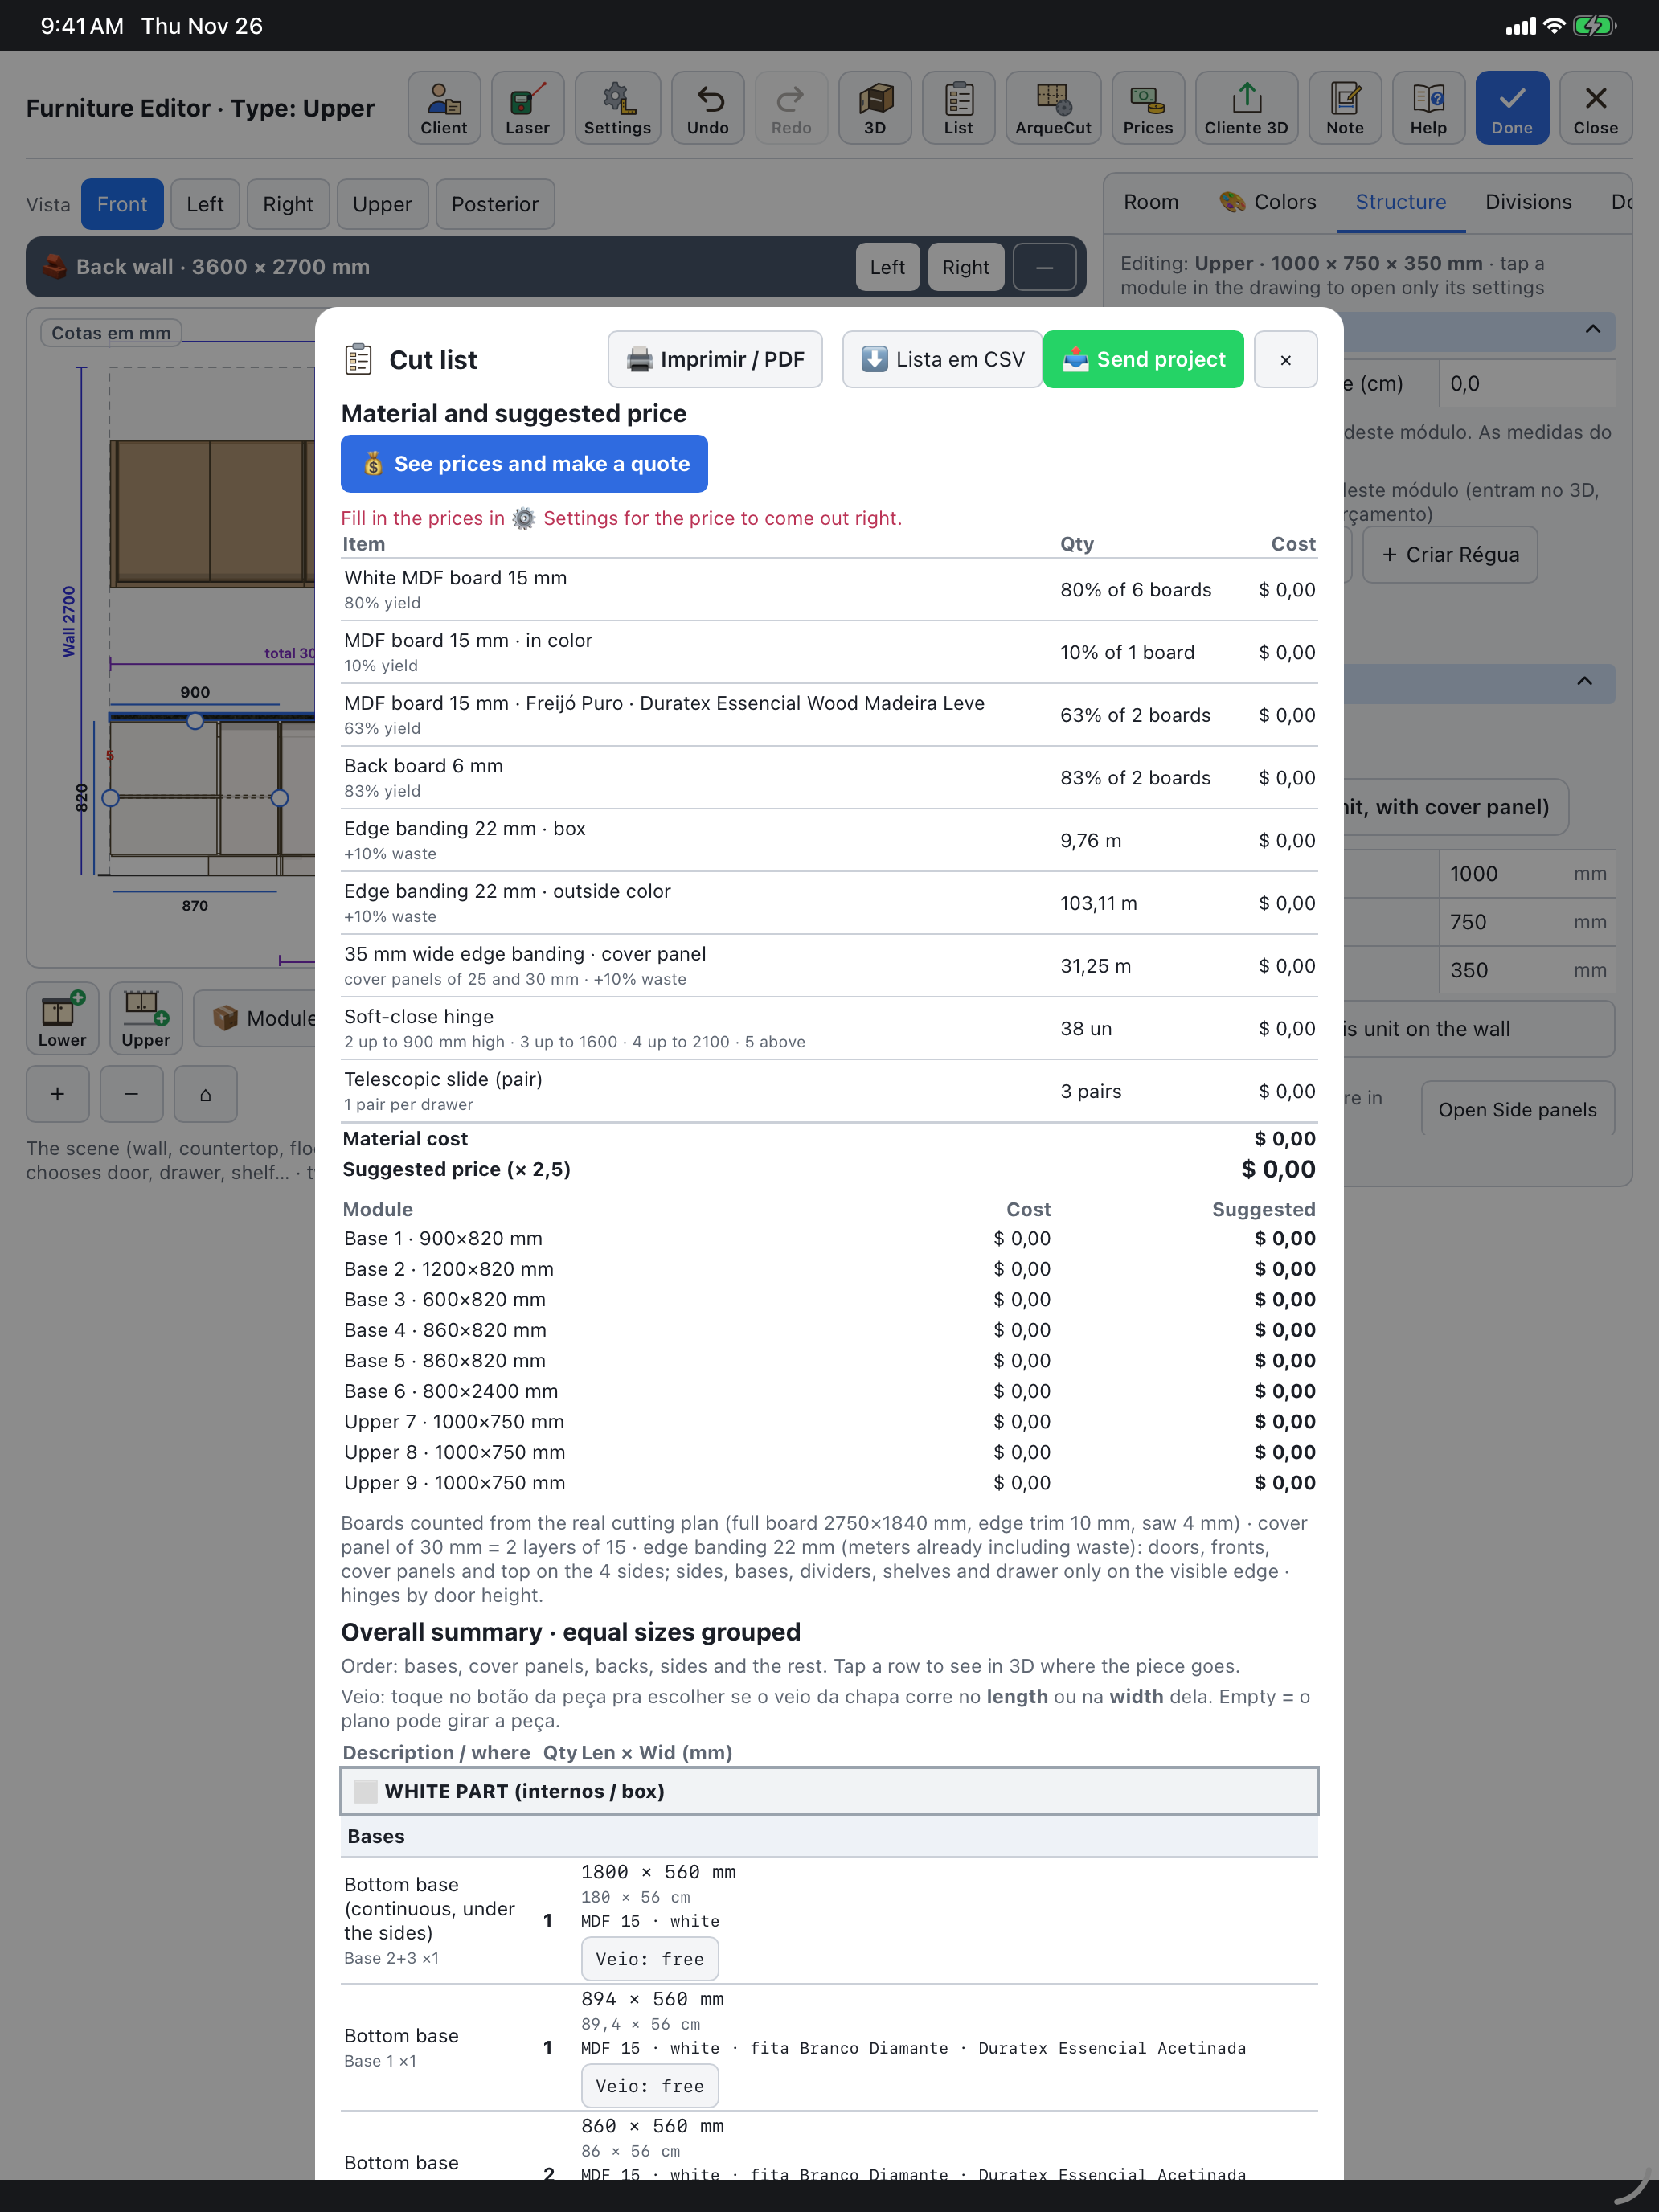 9:41 AM Thu Nov 26
Furniture Editor · Type: Upper
Client
Laser
Settings
Undo
Redo
3D
List
ArqueCut
Prices
Cliente 3D
Note
Help
Done
Close
Vista
Front
Left
Right
Upper
Posterior
Back wall · 3600 × 2700 mm
Left
Right
—
Room
Colors
Structure
Divisions
Editing: Upper · 1000 × 750 × 350 mm · tap a
module in the drawing to open only its settings
Cotas em mm
Wall 2700
total 30
900
5
820
870
Lower
Upper
Module
+
−
⌂
The scene (wall, countertop, flo
chooses door, drawer, shelf... · t
e (cm)
0,0
deste módulo. As medidas do
deste módulo (entram no 3D,
rçamento)
+ Criar Régua
nit, with cover panel)
1000 mm
750 mm
350 mm
is unit on the wall
re in
Open Side panels
Cut list
Imprimir / PDF
Lista em CSV
Send project
×
Material and suggested price
See prices and make a quote
Fill in the prices in ⚙️ Settings for the price to come out right.
Item Qty Cost
White MDF board 15 mm
80% yield
80% of 6 boards $ 0,00
MDF board 15 mm · in color
10% yield
10% of 1 board $ 0,00
MDF board 15 mm · Freijó Puro · Duratex Essencial Wood Madeira Leve
63% yield
63% of 2 boards $ 0,00
Back board 6 mm
83% yield
83% of 2 boards $ 0,00
Edge banding 22 mm · box
+10% waste
9,76 m $ 0,00
Edge banding 22 mm · outside color
+10% waste
103,11 m $ 0,00
35 mm wide edge banding · cover panel
cover panels of 25 and 30 mm · +10% waste
31,25 m $ 0,00
Soft-close hinge
2 up to 900 mm high · 3 up to 1600 · 4 up to 2100 · 5 above
38 un $ 0,00
Telescopic slide (pair)
1 pair per drawer
3 pairs $ 0,00
Material cost $ 0,00
Suggested price (× 2,5) $ 0,00
Module Cost Suggested
Base 1 · 900×820 mm $ 0,00 $ 0,00
Base 2 · 1200×820 mm $ 0,00 $ 0,00
Base 3 · 600×820 mm $ 0,00 $ 0,00
Base 4 · 860×820 mm $ 0,00 $ 0,00
Base 5 · 860×820 mm $ 0,00 $ 0,00
Base 6 · 800×2400 mm $ 0,00 $ 0,00
Upper 7 · 1000×750 mm $ 0,00 $ 0,00
Upper 8 · 1000×750 mm $ 0,00 $ 0,00
Upper 9 · 1000×750 mm $ 0,00 $ 0,00
Boards counted from the real cutting plan (full board 2750×1840 mm, edge trim 10 mm, saw 4 mm) · cover
panel of 30 mm = 2 layers of 15 · edge banding 22 mm (meters already including waste): doors, fronts,
cover panels and top on the 4 sides; sides, bases, dividers, shelves and drawer only on the visible edge ·
hinges by door height.
Overall summary · equal sizes grouped
Order: bases, cover panels, backs, sides and the rest. Tap a row to see in 3D where the piece goes.
Veio: toque no botão da peça pra escolher se o veio da chapa corre no length ou na width dela. Empty = o
plano pode girar a peça.
Description / where Qty Len × Wid (mm)
WHITE PART (internos / box)
Bases
Bottom base
(continuous, under
the sides)
Base 2+3 ×1
1
1800 × 560 mm
180 × 56 cm
MDF 15 · white
Veio: free
Bottom base
Base 1 ×1
1
894 × 560 mm
89,4 × 56 cm
MDF 15 · white · fita Branco Diamante · Duratex Essencial Acetinada
Veio: free
Bottom base
2
860 × 560 mm
86 × 56 cm
MDF 15 · white · fita Branco Diamante · Duratex Essencial Acetinada